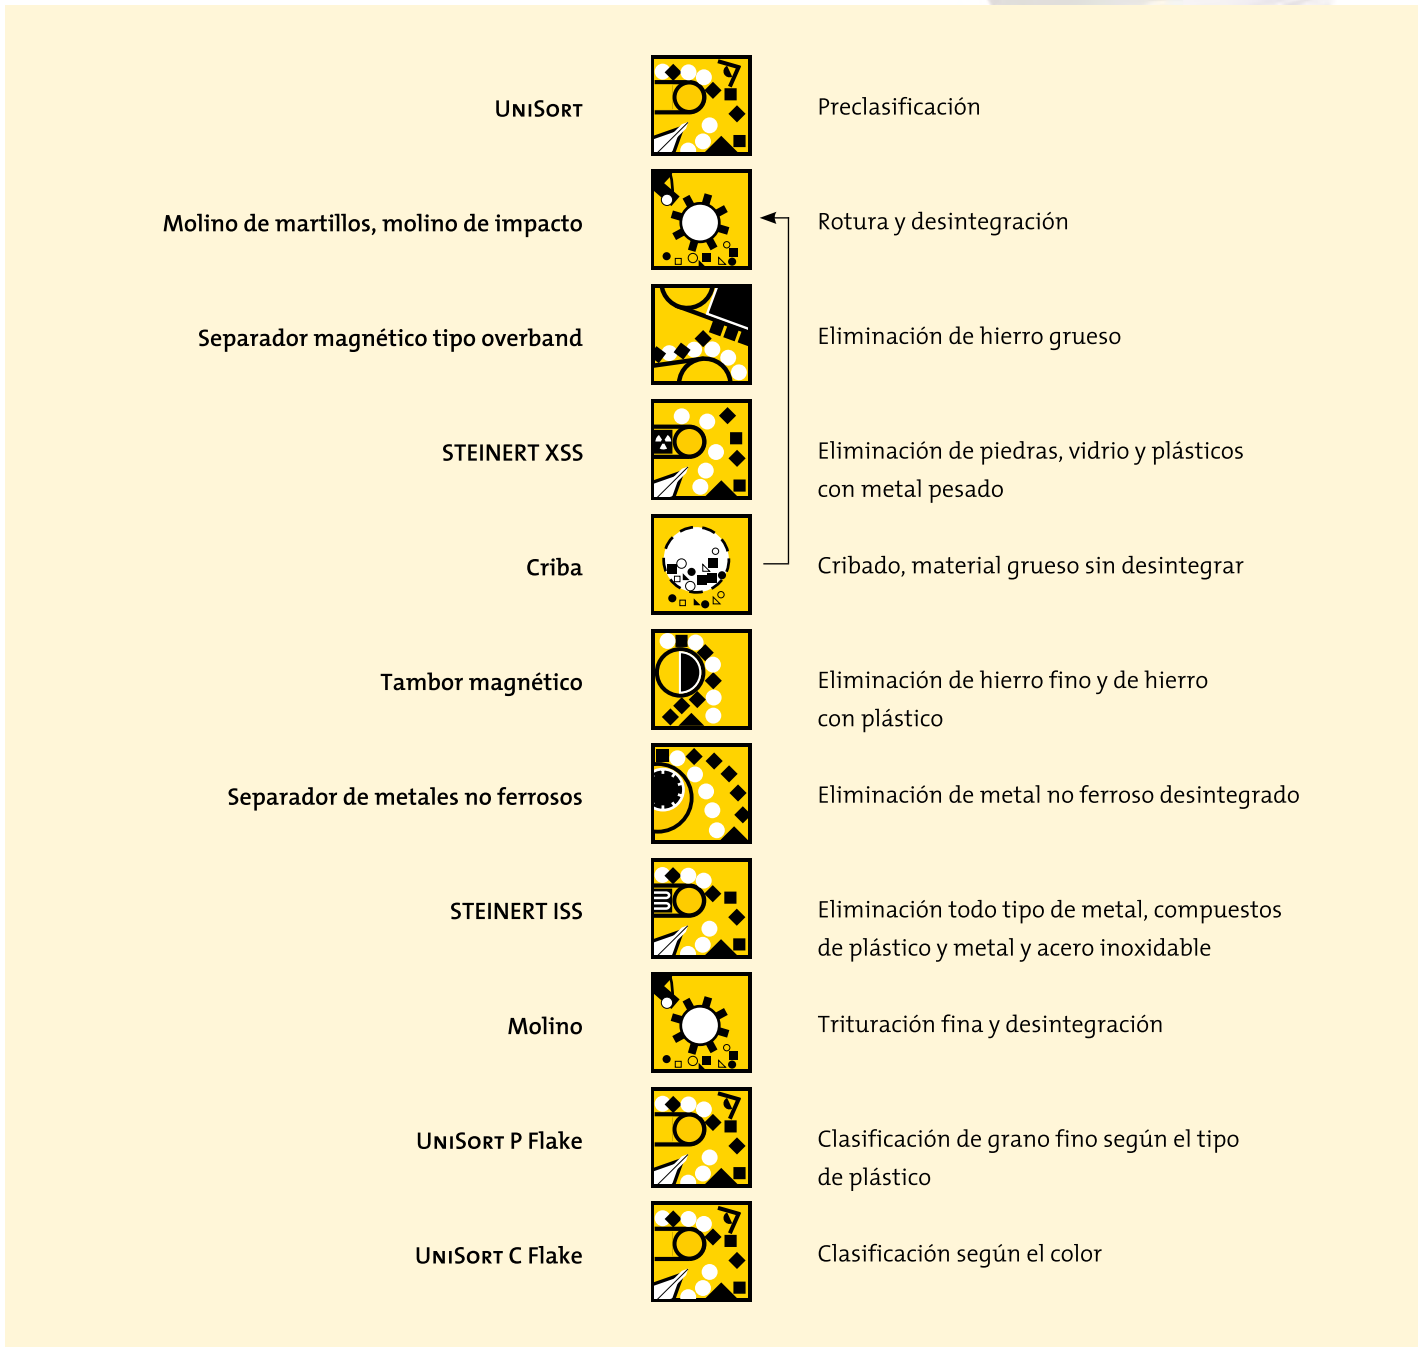 UniSort
Preclasificación
Molino de martillos, molino de impacto
Rotura y desintegración
Separador magnético tipo overband
Eliminación de hierro grueso
STEINERT XSS
Eliminación de piedras, vidrio y plásticos
con metal pesado
Criba
Cribado, material grueso sin desintegrar
Tambor magnético
Eliminación de hierro fino y de hierro
con plástico
Separador de metales no ferrosos
Eliminación de metal no ferroso desintegrado
STEINERT ISS
Eliminación todo tipo de metal, compuestos
de plástico y metal y acero inoxidable
Molino
Trituración fina y desintegración
UniSort P Flake
Clasificación de grano fino según el tipo
de plástico
UniSort C Flake
Clasificación según el color